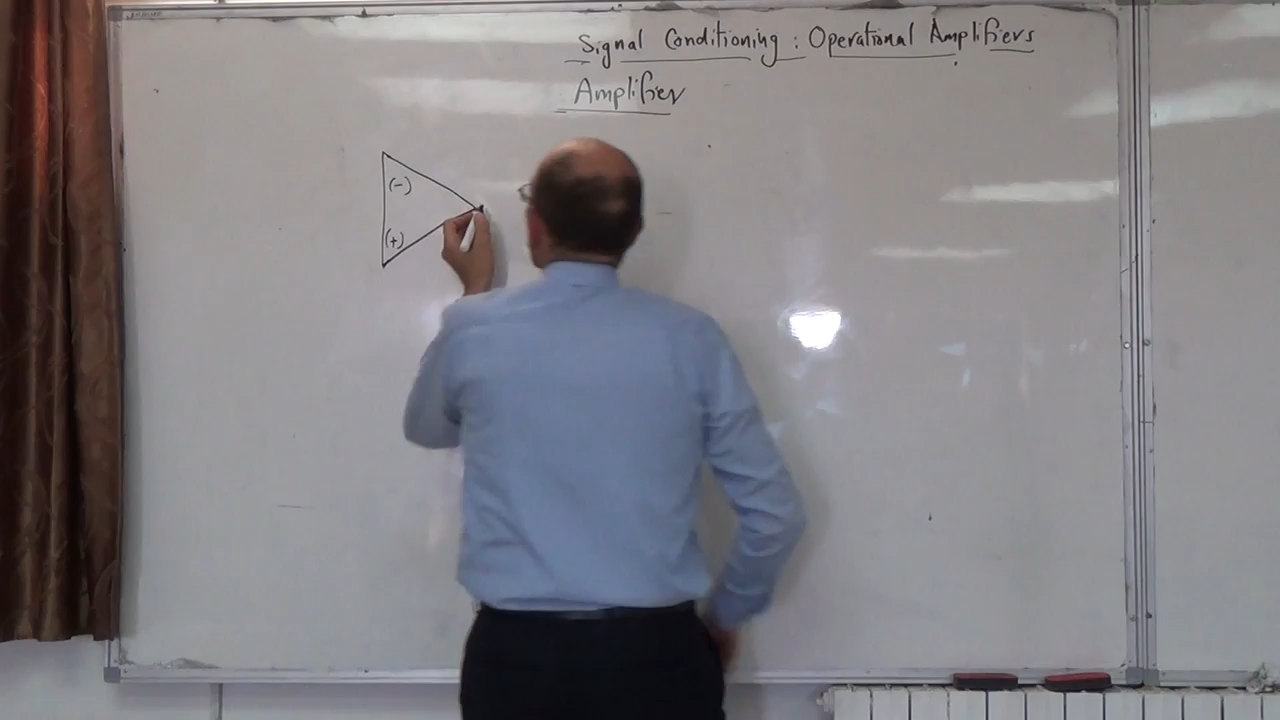 Signal Conditioning : Operational Amplifiers
Amplifier
(-)
(+)